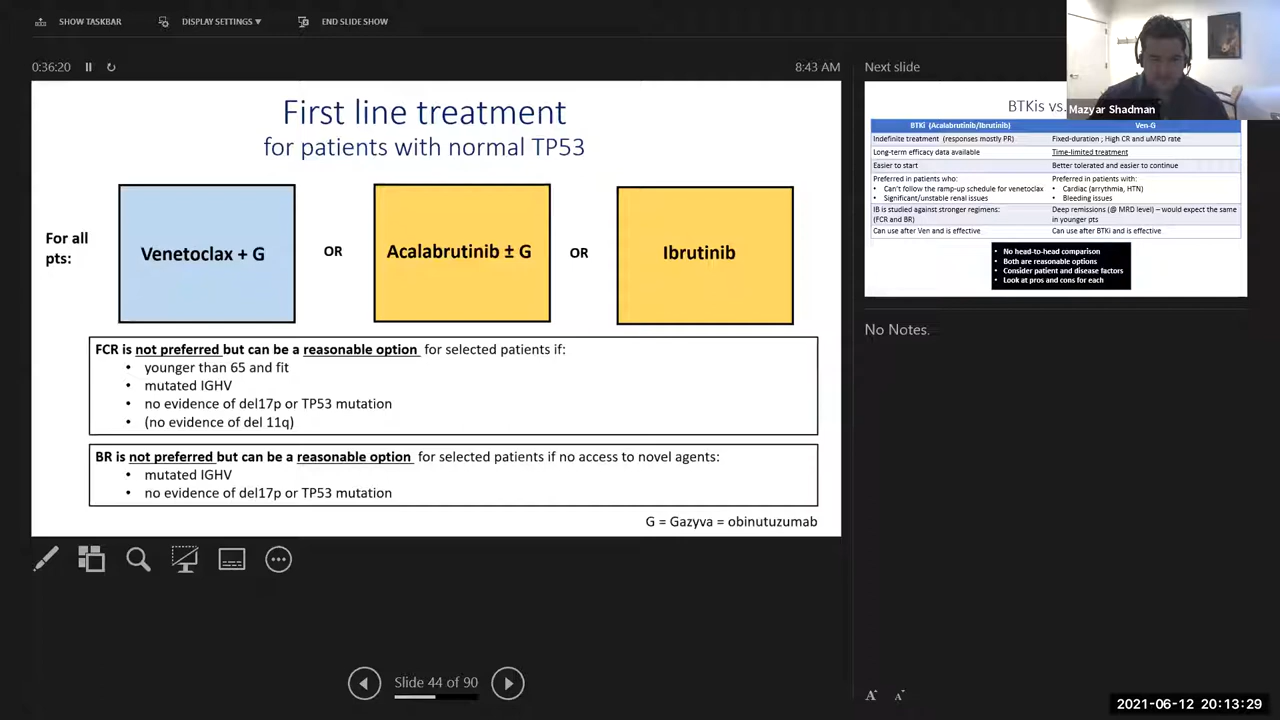 SHOW TASKBAR
DISPLAY SETTINGS ▼
END SLIDE SHOW
0:36:20
8:43 AM
First line treatment
for patients with normal TP53
For all
pts:
Venetoclax + G
OR
Acalabrutinib ± G
OR
Ibrutinib
FCR is not preferred but can be a reasonable option for selected patients if:
• younger than 65 and fit
• mutated IGHV
• no evidence of del17p or TP53 mutation
• (no evidence of del 11q)
BR is not preferred but can be a reasonable option for selected patients if no access to novel agents:
• mutated IGHV
• no evidence of del17p or TP53 mutation
G = Gazyva = obinutuzumab
Slide 44 of 90
Next slide
Mazyar Shadman
BTKis vs.
BTKi (Acalabrutinib/Ibrutinib)
Ven-G
Indefinite treatment (responses mostly PR)
Fixed-duration ; High CR and uMRD rate
Long-term efficacy data available
Time-limited treatment
Easier to start
Better tolerated and easier to continue
Preferred in patients who:
• Can't follow the ramp-up schedule for venetoclax
• Significant/unstable renal issues
Preferred in patients with:
• Cardiac (arrythmia, HTN)
• Bleeding issues
IB is studied against stronger regimens:
(FCR and BR)
Deep remissions (@ MRD level) – would expect the same
in younger pts
Can use after Ven and is effective
Can use after BTKi and is effective
• No head-to-head comparison
• Both are reasonable options
• Consider patient and disease factors
• Look at pros and cons for each
No Notes.
A A
2021-06-12 20:13:29